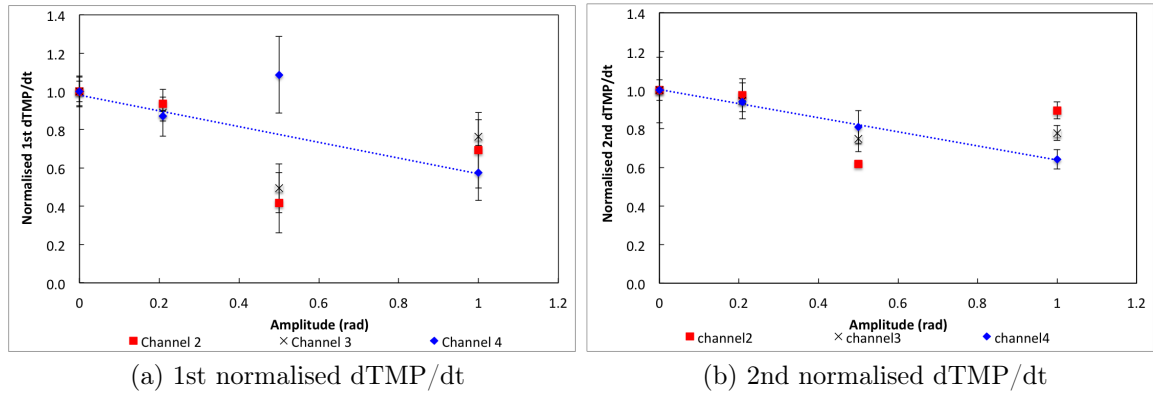 1.4
1.2
1.0
0.8
0.6
0.4
0.2
0.0
Normalised 1st dTMP/dt
0 0.2 0.4 0.6 0.8 1 1.2
Amplitude (rad)
Channel 2 Channel 3 Channel 4
(a) 1st normalised dTMP/dt
1.4
1.2
1.0
0.8
0.6
0.4
0.2
0.0
Normalised 2nd dTMP/dt
0 0.2 0.4 0.6 0.8 1 1.2
Amplitude (rad)
channel2 channel3 channel4
(b) 2nd normalised dTMP/dt